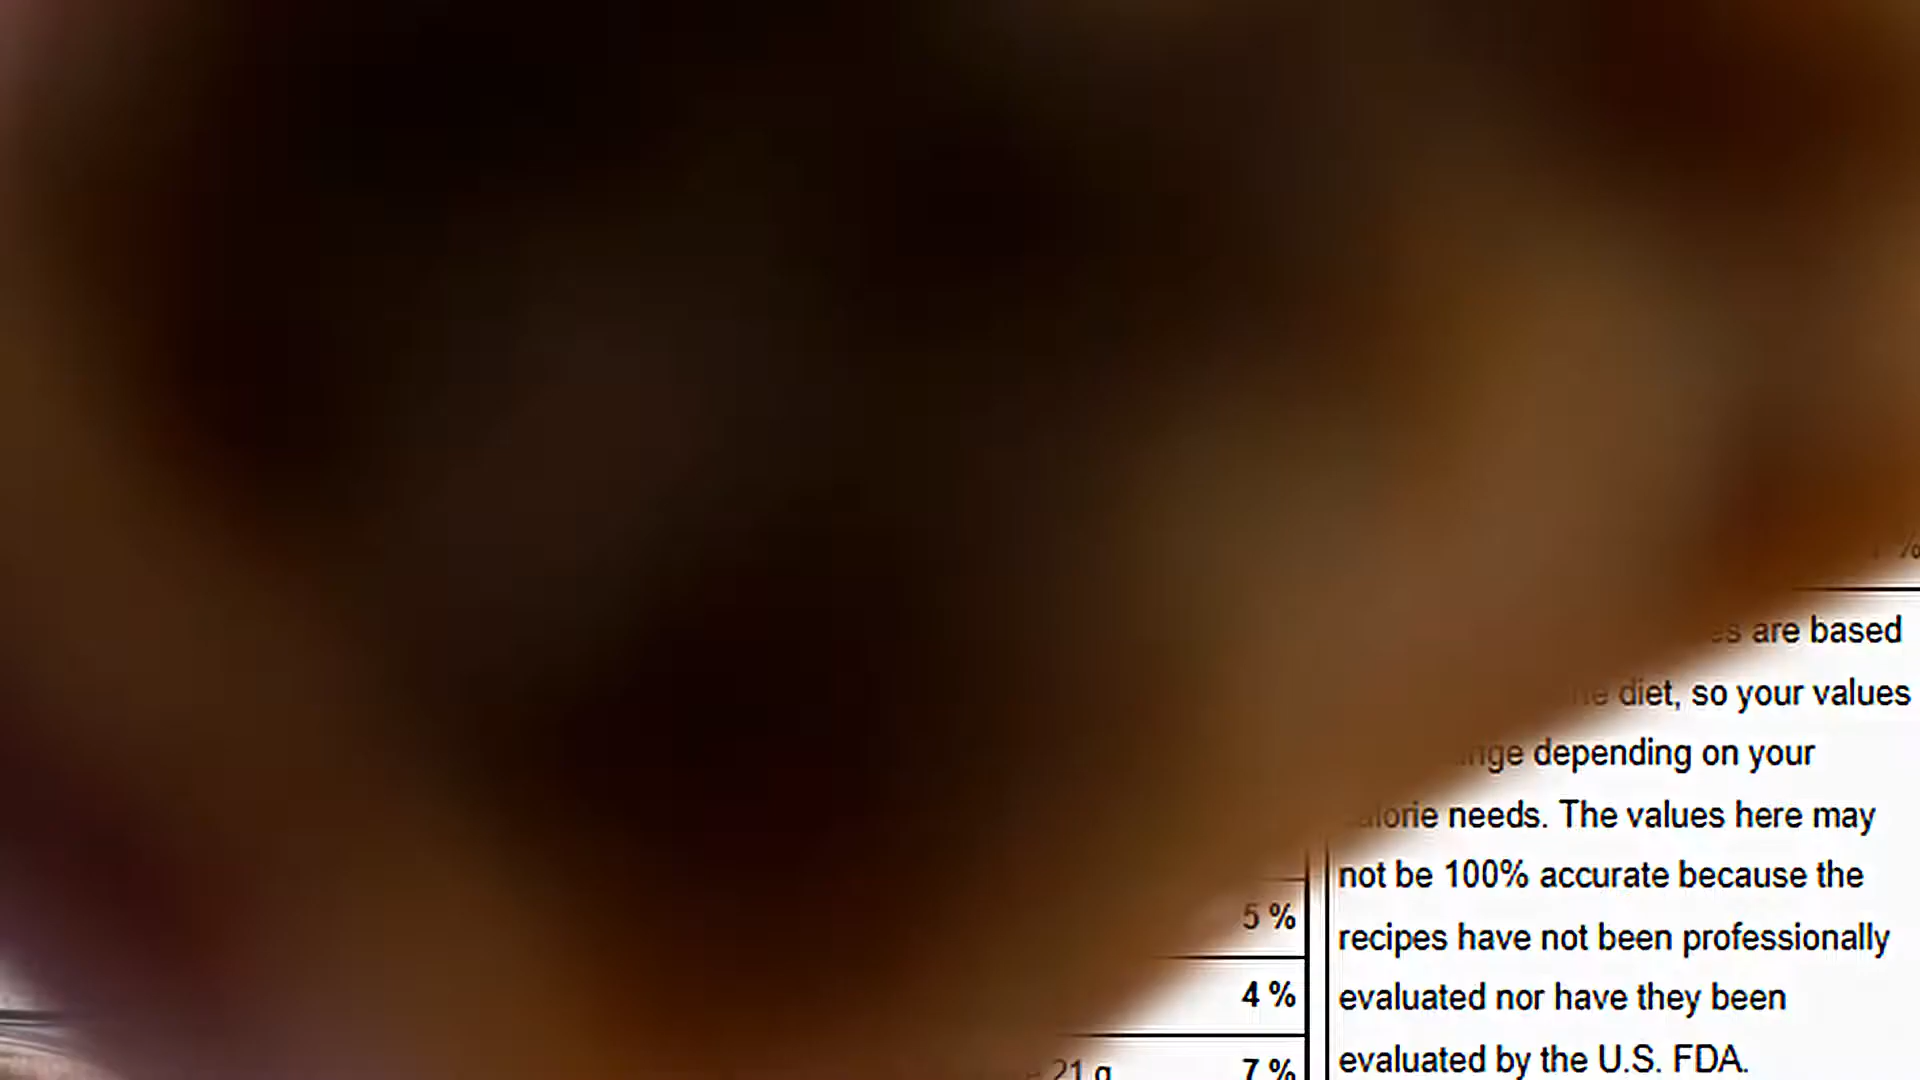 %
are based
diet, so your values
depending on your
needs. The values here may
not be 100% accurate because the
recipes have not been professionally
evaluated nor have they been
evaluated by the U.S. FDA.
5 %
4 %
21 g 7 %